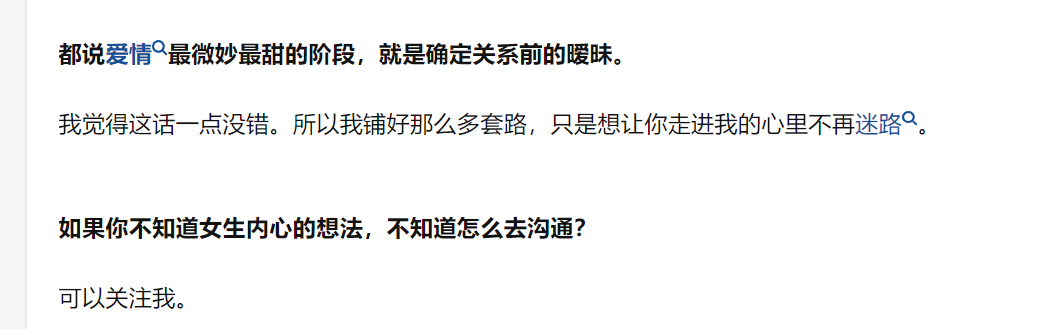 都说爱情最微妙最甜的阶段，就是确定关系前的暧昧。
我觉得这话一点没错。所以我铺好那么多套路，只是想让你走进我的心里不再迷路。
如果你不知道女生内心的想法，不知道怎么去沟通？
可以关注我。